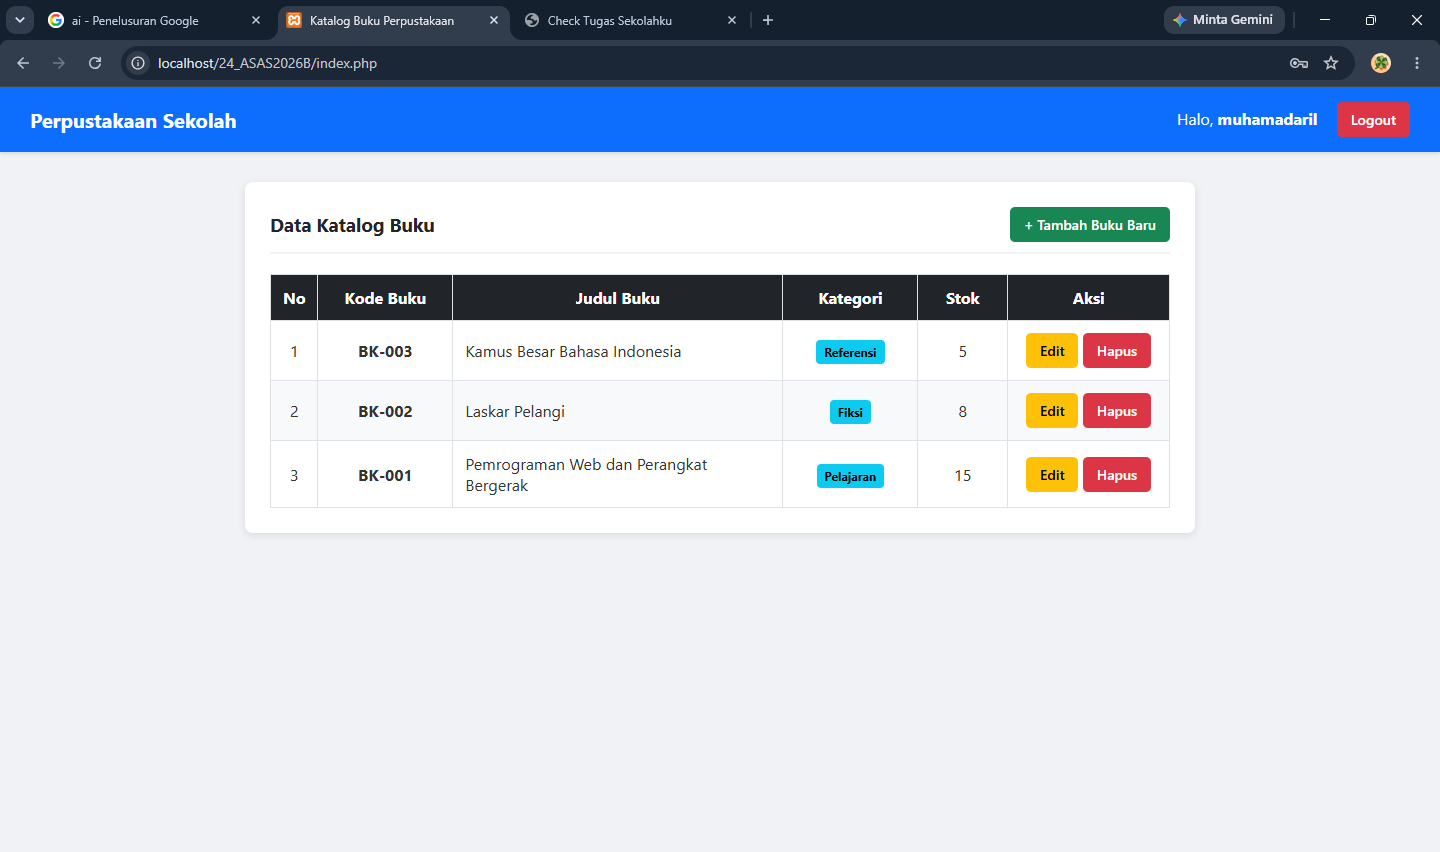 ai - Penelusuran Google
Katalog Buku Perpustakaan
Check Tugas Sekolahku
Minta Gemini
localhost/24_ASAS2026B/index.php
Perpustakaan Sekolah
Halo, muhamadaril
Logout
Data Katalog Buku
+ Tambah Buku Baru
No Kode Buku Judul Buku Kategori Stok Aksi
1 BK-003 Kamus Besar Bahasa Indonesia Referensi 5 Edit Hapus
2 BK-002 Laskar Pelangi Fiksi 8 Edit Hapus
3 BK-001 Pemrograman Web dan Perangkat
Bergerak Pelajaran 15 Edit Hapus